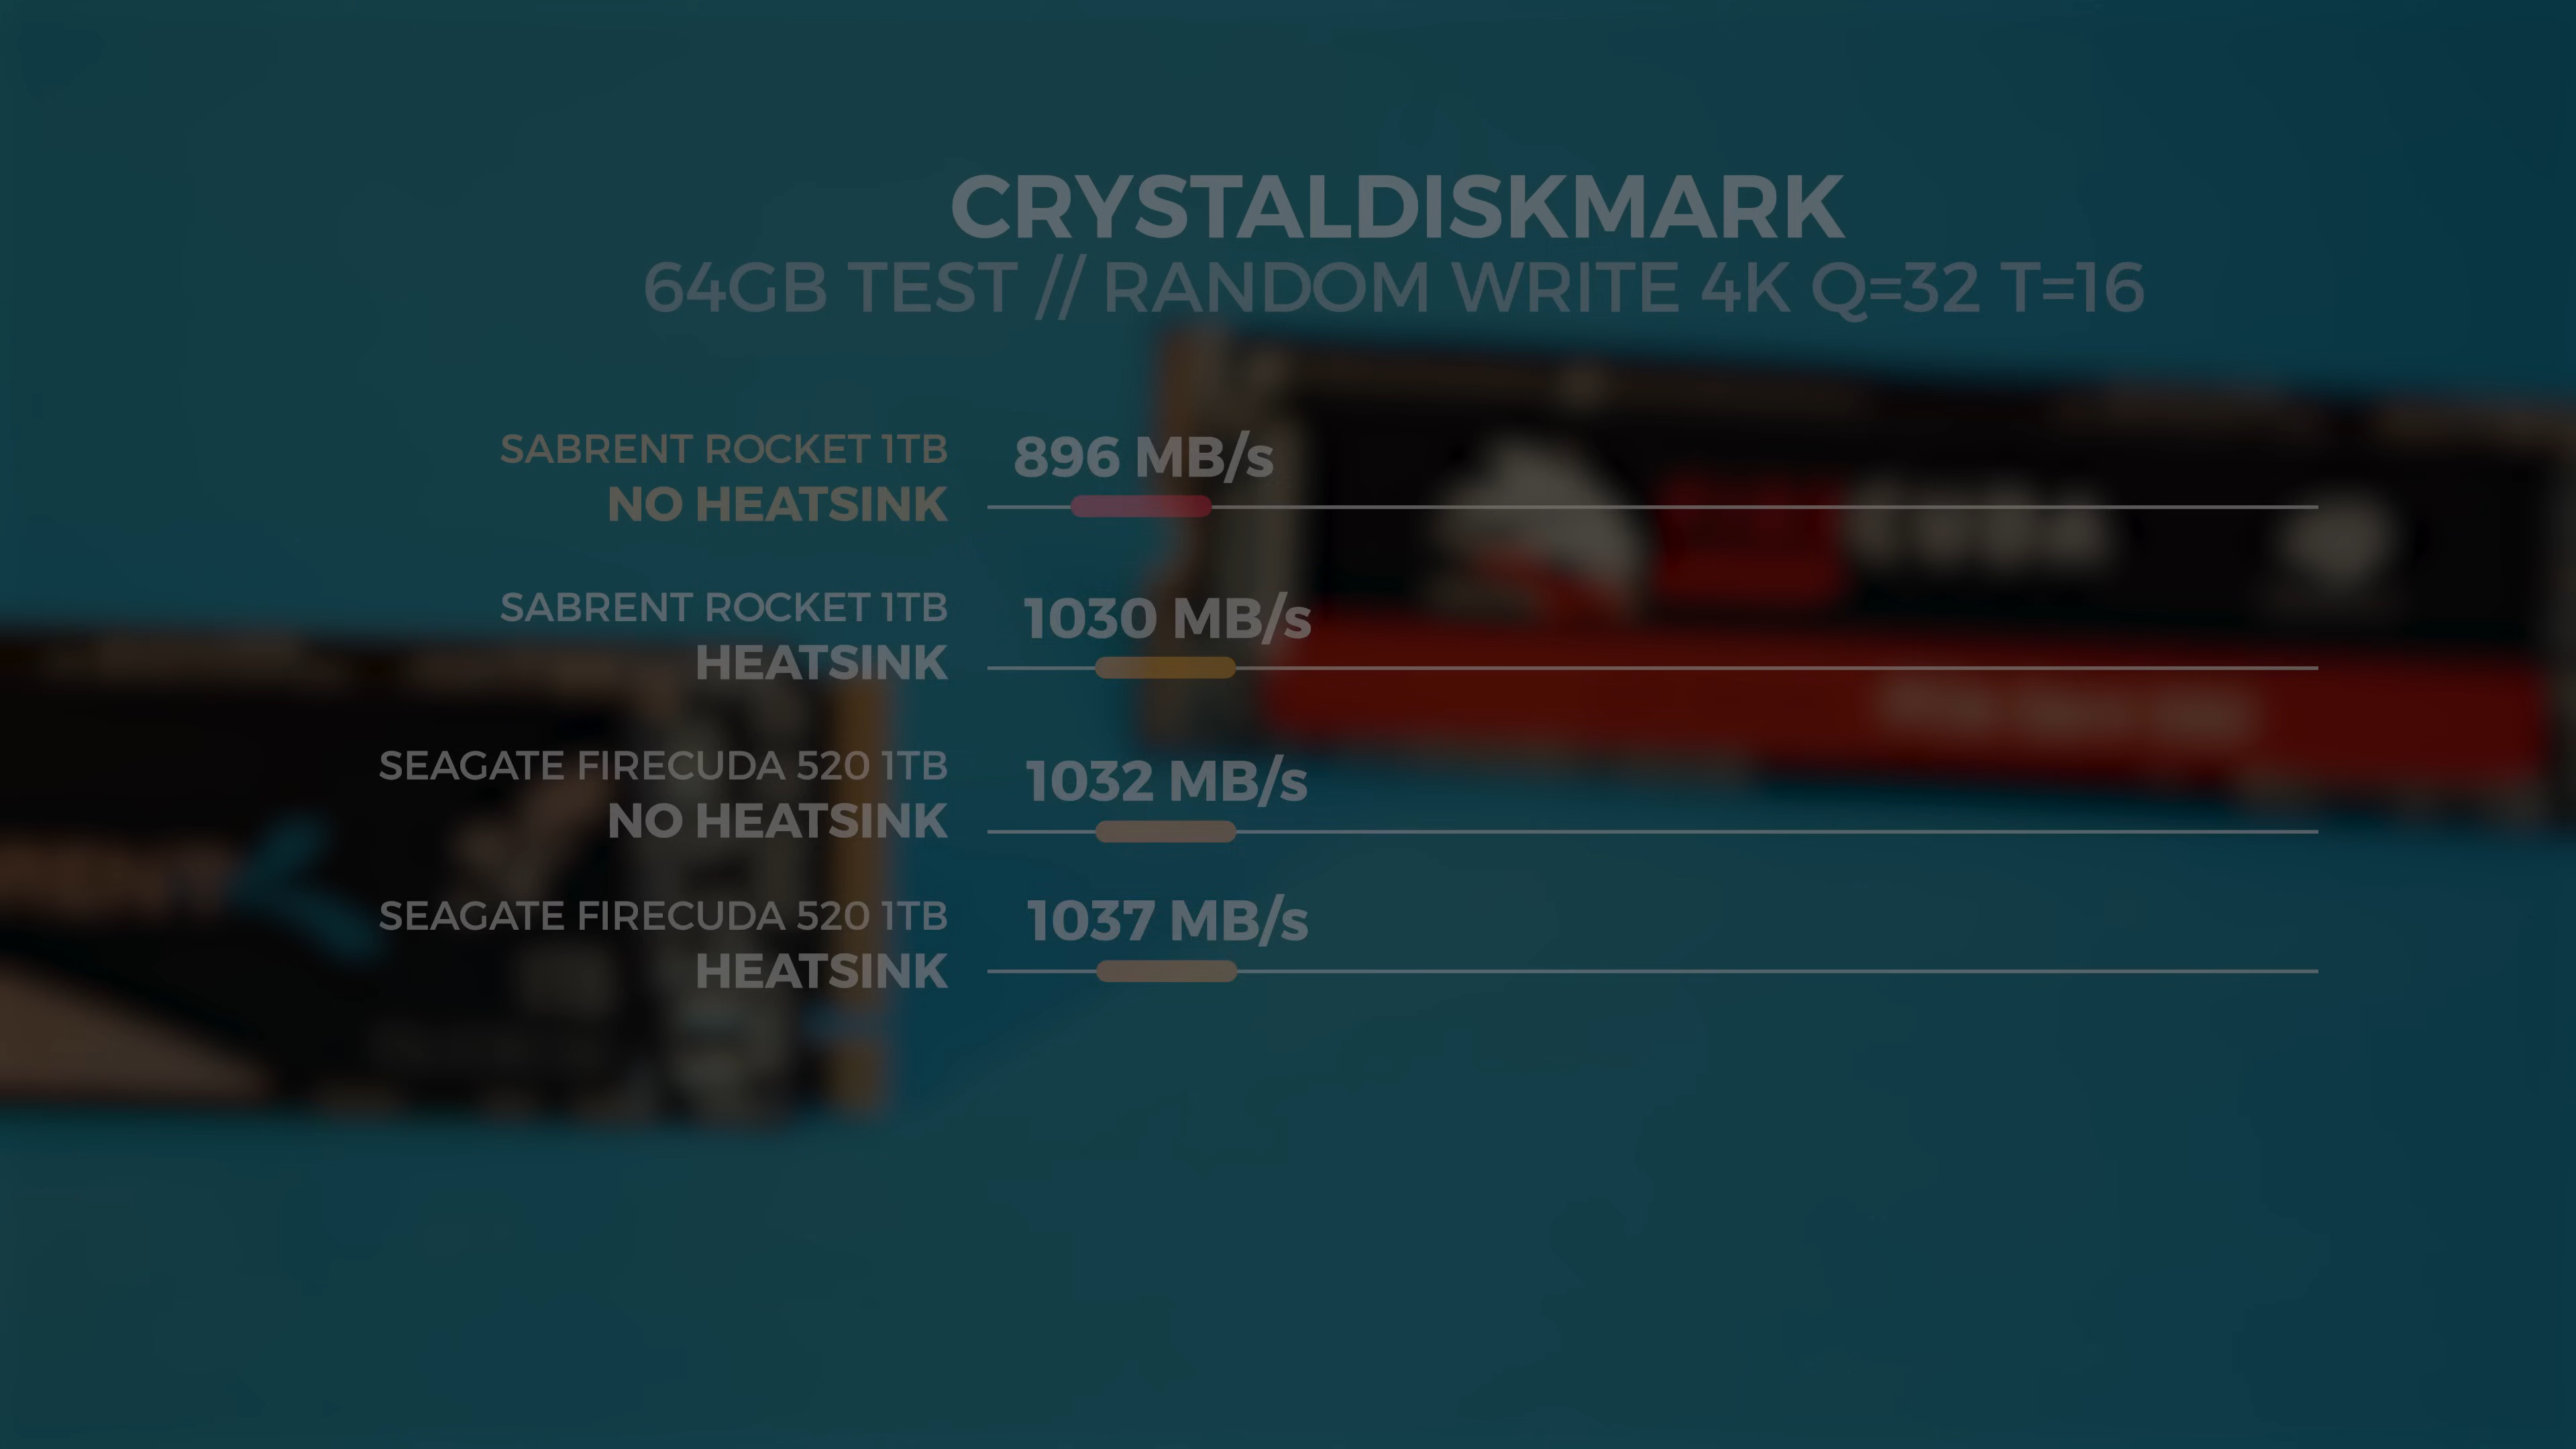 CRYSTALDISKMARK
64GB TEST // RANDOM WRITE 4K Q=32 T=16
SABRENT ROCKET 1TB
NO HEATSINK
896 MB/s
SABRENT ROCKET 1TB
HEATSINK
1030 MB/s
SEAGATE FIRECUDA 520 1TB
NO HEATSINK
1032 MB/s
SEAGATE FIRECUDA 520 1TB
HEATSINK
1037 MB/s